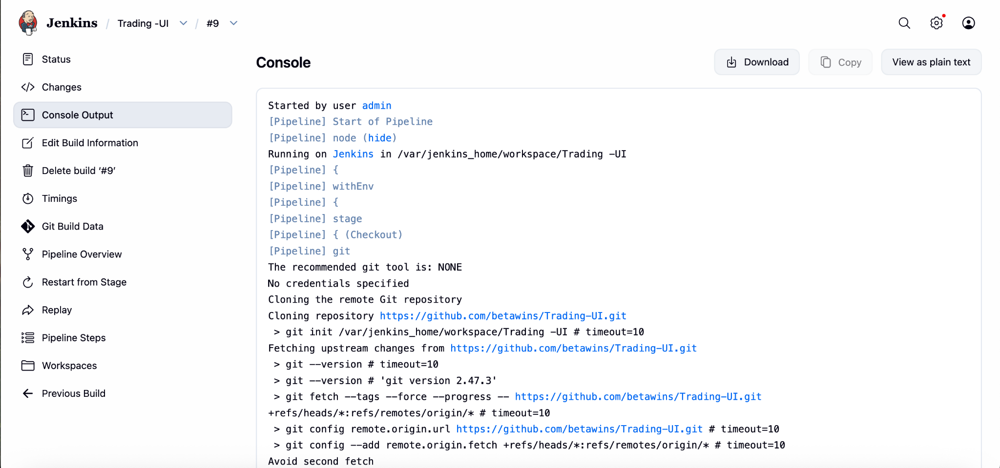 Jenkins / Trading -UI / #9
Status
Changes
Console Output
Edit Build Information
Delete build ‘#9’
Timings
Git Build Data
Pipeline Overview
Restart from Stage
Replay
Pipeline Steps
Workspaces
Previous Build
Console
Download
Copy
View as plain text
Started by user admin
[Pipeline] Start of Pipeline
[Pipeline] node (hide)
Running on Jenkins in /var/jenkins_home/workspace/Trading -UI
[Pipeline] {
[Pipeline] withEnv
[Pipeline] {
[Pipeline] stage
[Pipeline] { (Checkout)
[Pipeline] git
The recommended git tool is: NONE
No credentials specified
Cloning the remote Git repository
Cloning repository https://github.com/betawins/Trading-UI.git
 > git init /var/jenkins_home/workspace/Trading -UI # timeout=10
Fetching upstream changes from https://github.com/betawins/Trading-UI.git
 > git --version # timeout=10
 > git --version # 'git version 2.47.3'
 > git fetch --tags --force --progress -- https://github.com/betawins/Trading-UI.git
+refs/heads/*:refs/remotes/origin/* # timeout=10
 > git config remote.origin.url https://github.com/betawins/Trading-UI.git # timeout=10
 > git config --add remote.origin.fetch +refs/heads/*:refs/remotes/origin/* # timeout=10
Avoid second fetch